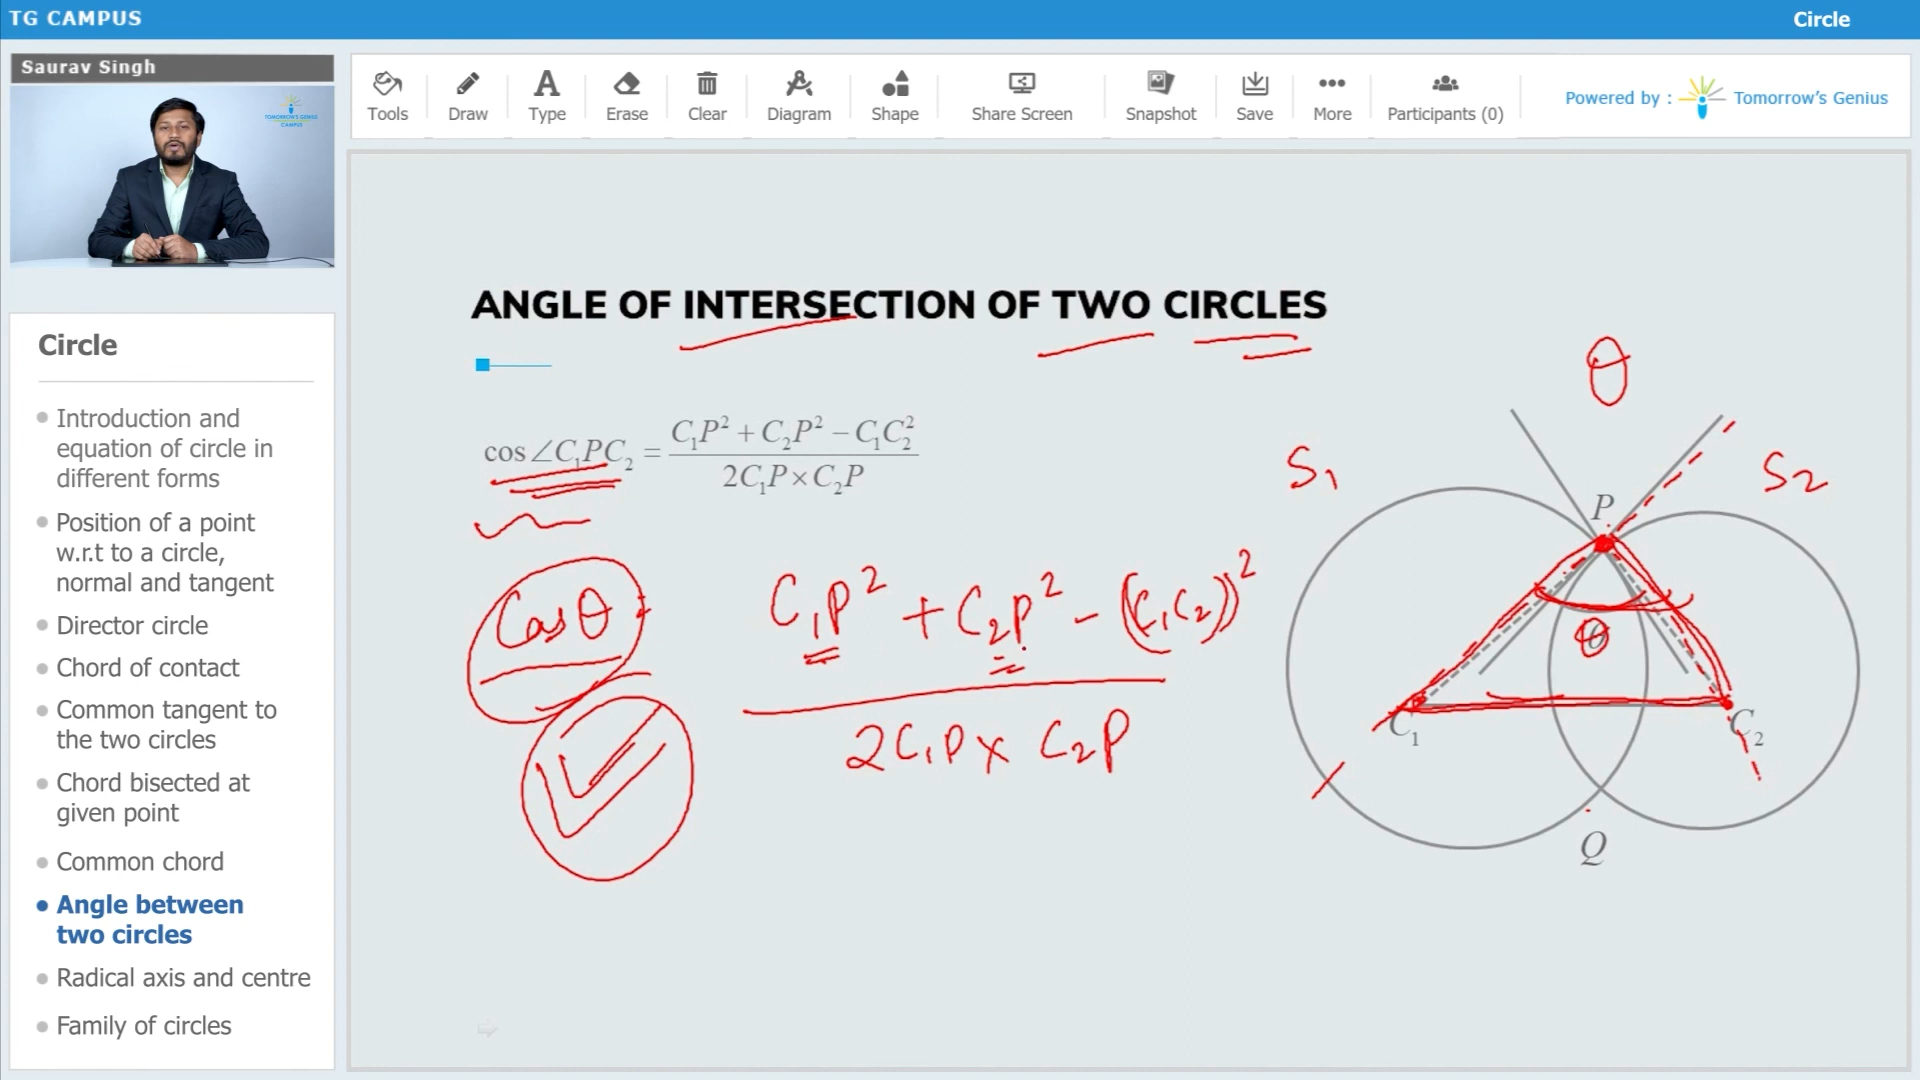 TG CAMPUS
Circle
Saurav Singh
TOMORROW'S GENIUS
CAMPUS
Tools
Draw
Type
Erase
Clear
Diagram
Shape
Share Screen
Snapshot
Save
More
Participants (0)
Powered by :
Tomorrow's Genius
Circle
Introduction and
equation of circle in
different forms
Position of a point
w.r.t to a circle,
normal and tangent
Director circle
Chord of contact
Common tangent to
the two circles
Chord bisected at
given point
Common chord
Angle between
two circles
Radical axis and centre
Family of circles
ANGLE OF INTERSECTION OF TWO CIRCLES
cos∠C₁PC₂ = (C₁P² + C₂P² − C₁C₂²) / (2C₁P × C₂P)
Cosθ = (C₁P² + C₂P² − (C₁C₂)²) / (2C₁P × C₂P)
θ
S₁
S₂
P
θ
C₁
C₂
Q